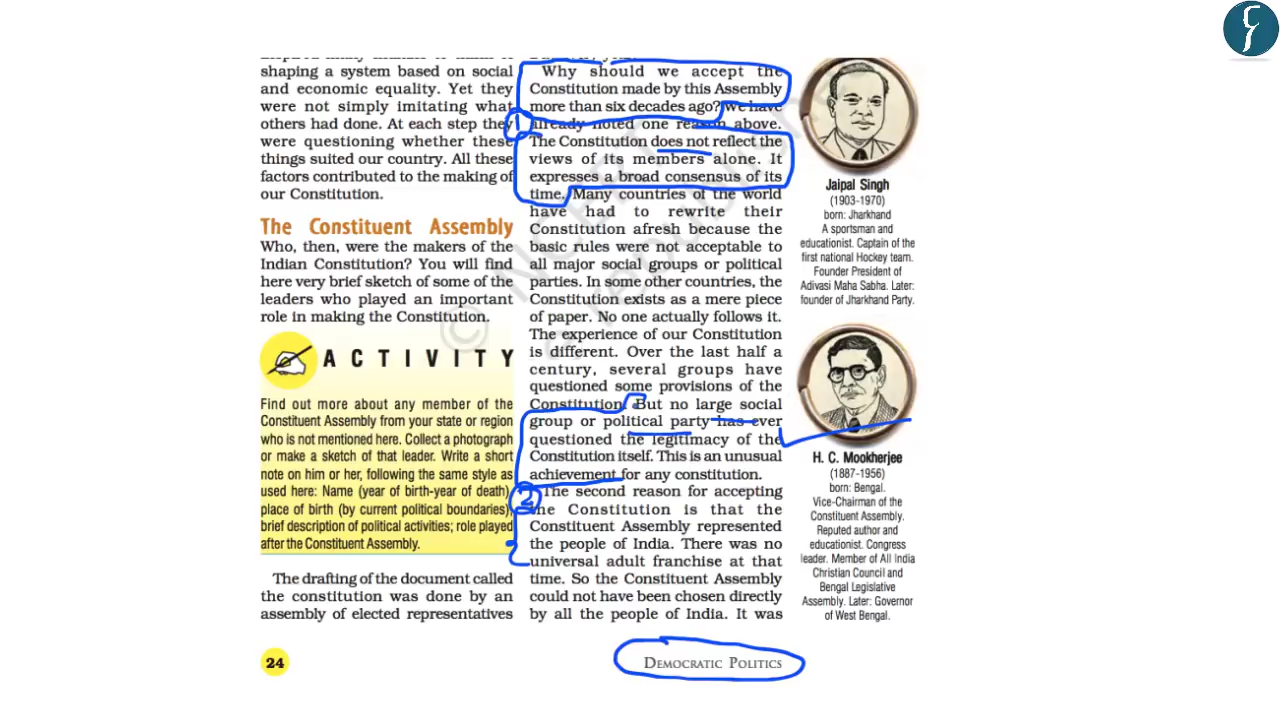 shaping a system based on social
and economic equality. Yet they
were not simply imitating what
others had done. At each step they
were questioning whether these
things suited our country. All these
factors contributed to the making of
our Constitution.
The Constituent Assembly
Who, then, were the makers of the
Indian Constitution? You will find
here very brief sketch of some of the
leaders who played an important
role in making the Constitution.
ACTIVITY
Find out more about any member of the
Constituent Assembly from your state or region
who is not mentioned here. Collect a photograph
or make a sketch of that leader. Write a short
note on him or her, following the same style as
used here: Name (year of birth-year of death),
place of birth (by current political boundaries),
brief description of political activities; role played
after the Constituent Assembly.
The drafting of the document called
the constitution was done by an
assembly of elected representatives
Why should we accept the
Constitution made by this Assembly
more than six decades ago? We have
1
already noted one reason above.
The Constitution does not reflect the
views of its members alone. It
expresses a broad consensus of its
time. Many countries of the world
have had to rewrite their
Constitution afresh because the
basic rules were not acceptable to
all major social groups or political
parties. In some other countries, the
Constitution exists as a mere piece
of paper. No one actually follows it.
The experience of our Constitution
is different. Over the last half a
century, several groups have
questioned some provisions of the
Constitution. But no large social
group or political party has ever
questioned the legitimacy of the
Constitution itself. This is an unusual
achievement for any constitution.
2
The second reason for accepting
the Constitution is that the
Constituent Assembly represented
the people of India. There was no
universal adult franchise at that
time. So the Constituent Assembly
could not have been chosen directly
by all the people of India. It was
Jaipal Singh
(1903-1970)
born: Jharkhand
A sportsman and
educationist. Captain of the
first national Hockey team.
Founder President of
Adivasi Maha Sabha. Later:
founder of Jharkhand Party.
H. C. Mookherjee
(1887-1956)
born: Bengal.
Vice-Chairman of the
Constituent Assembly.
Reputed author and
educationist. Congress
leader. Member of All India
Christian Council and
Bengal Legislative
Assembly. Later: Governor
of West Bengal.
24
DEMOCRATIC POLITICS